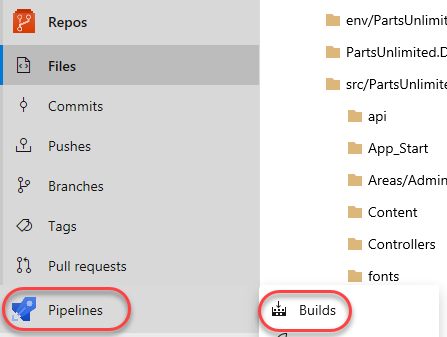 Repos
Files
Commits
Pushes
Branches
Tags
Pull requests
Pipelines
Builds
env/PartsUnlimite
PartsUnlimited.D
src/PartsUnlimite
api
App_Start
Areas/Admin
Content
Controllers
fonts